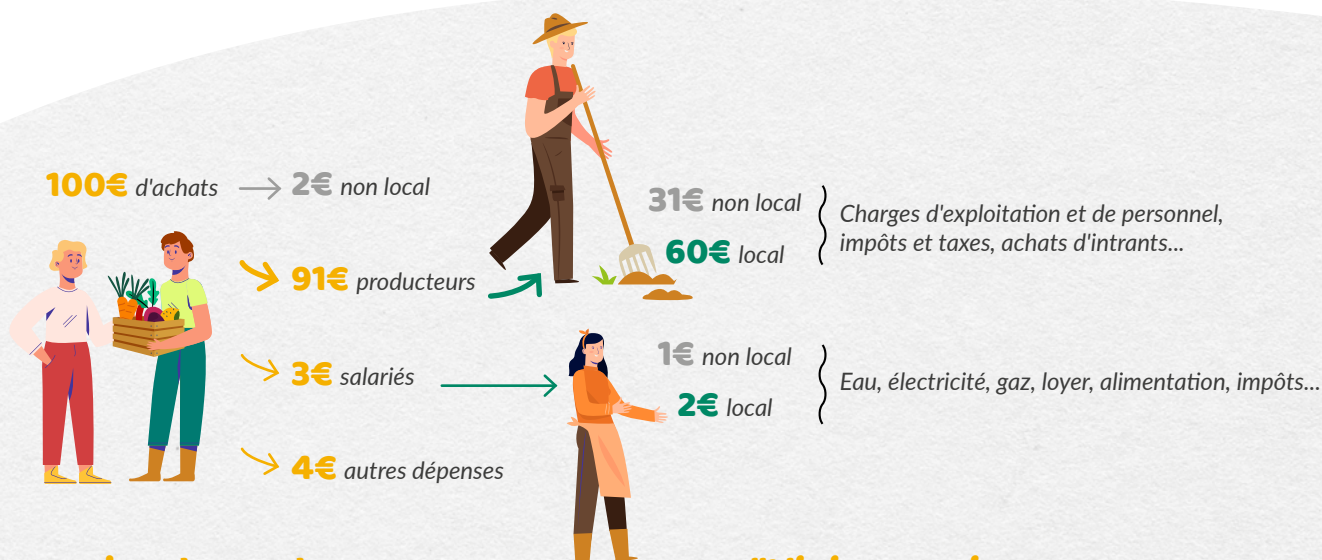 100€ d'achats
2€ non local
91€ producteurs
3€ salariés
4€ autres dépenses
31€ non local
60€ local
Charges d'exploitation et de personnel,
impôts et taxes, achats d'intrants...
1€ non local
2€ local
Eau, électricité, gaz, loyer, alimentation, impôts...